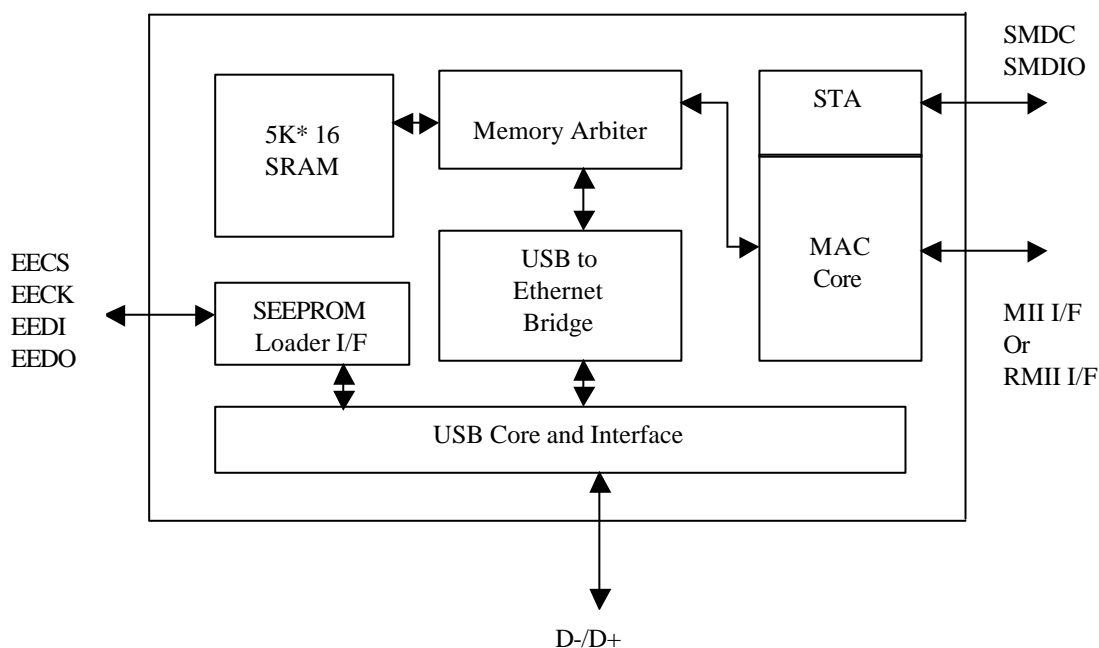 SMDC
SMDIO
STA
5K* 16
SRAM
Memory Arbiter
MAC
Core
USB to
Ethernet
Bridge
EECS
EECK
EEDI
EEDO
SEEPROM
Loader I/F
MII I/F
Or
RMII I/F
USB Core and Interface
D-/D+